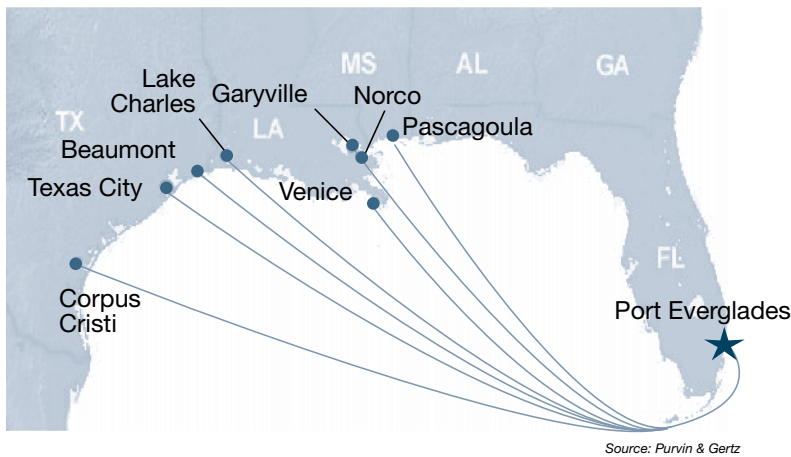 MS
AL
GA
Lake
Charles
Garyville
Norco
TX
LA
Pascagoula
Beaumont
Texas City
Venice
FL
Corpus
Cristi
Port Everglades
Source: Purvin & Gertz